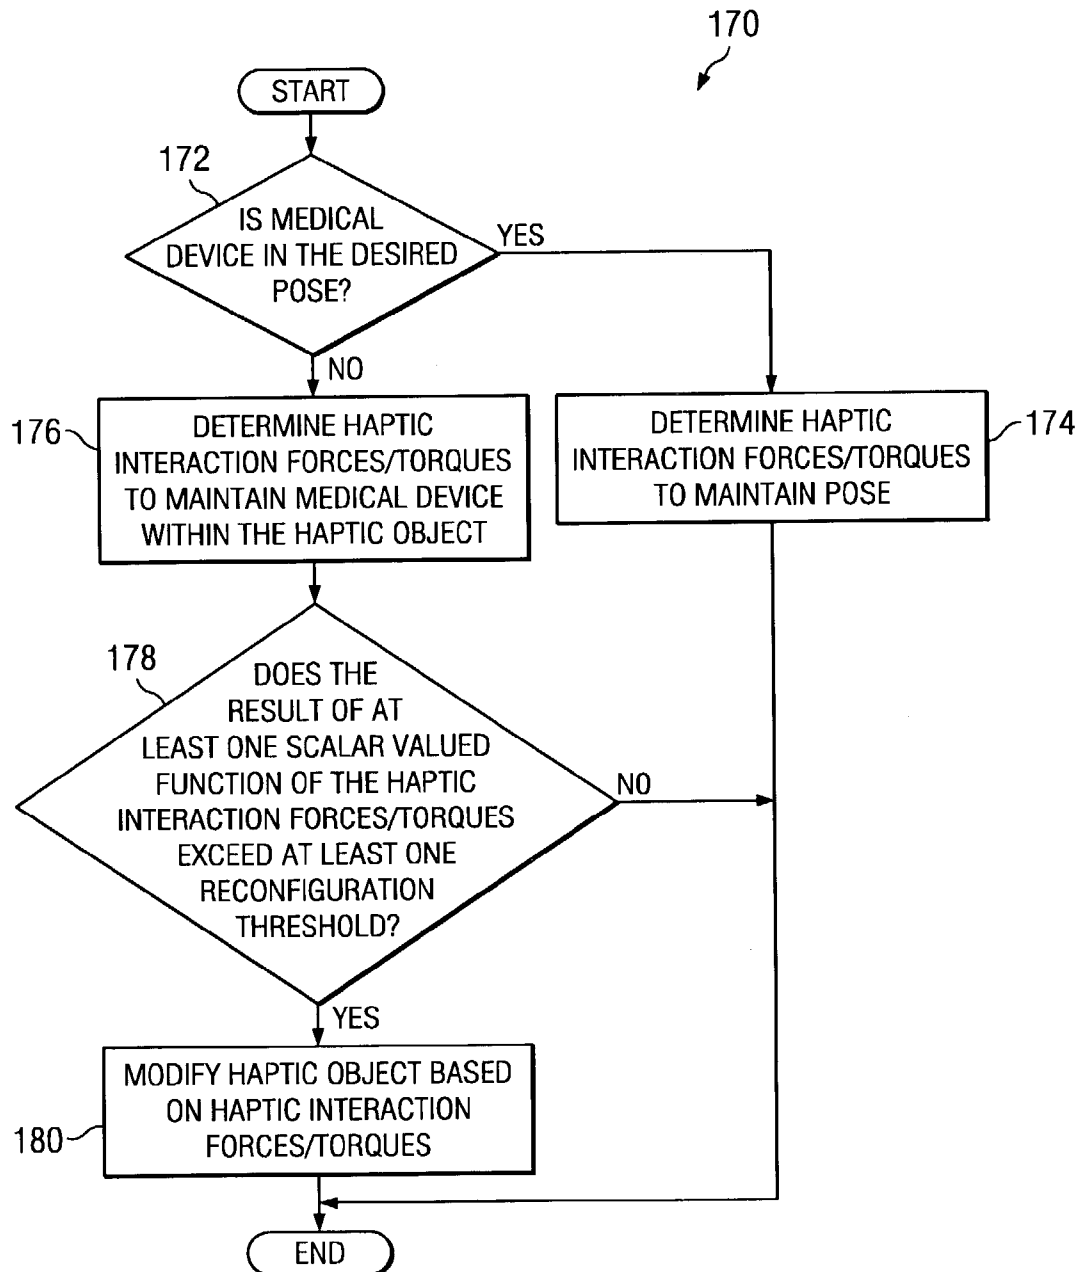 170
START
172
IS MEDICAL
DEVICE IN THE DESIRED
POSE?
YES
NO
176
DETERMINE HAPTIC
INTERACTION FORCES/TORQUES
TO MAINTAIN MEDICAL DEVICE
WITHIN THE HAPTIC OBJECT
DETERMINE HAPTIC
INTERACTION FORCES/TORQUES
TO MAINTAIN POSE
174
178
DOES THE
RESULT OF AT
LEAST ONE SCALAR VALUED
FUNCTION OF THE HAPTIC
INTERACTION FORCES/TORQUES
EXCEED AT LEAST ONE
RECONFIGURATION
THRESHOLD?
NO
YES
MODIFY HAPTIC OBJECT BASED
ON HAPTIC INTERACTION
FORCES/TORQUES
180
END